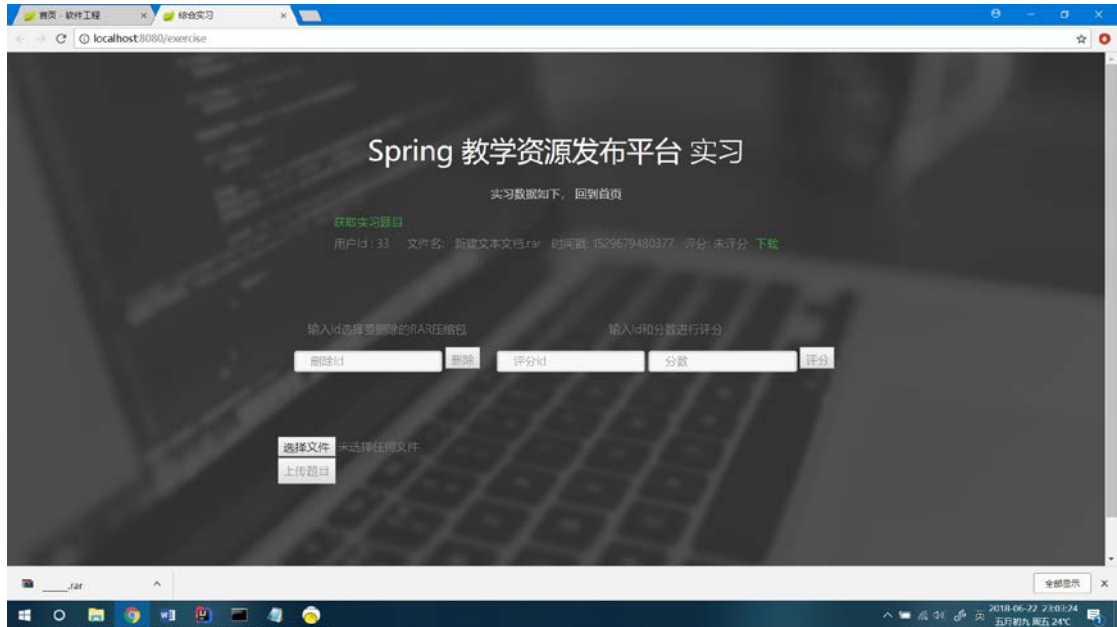 首页 - 软件工程
综合实习
localhost:8080/exercise
Spring 教学资源发布平台 实习
实习数据如下， 回到首页
获取实习题目
用户Id : 33 文件名: 新建文本文档.rar 时间戳: 1529679480377 评分: 未评分 下载
输入Id选择要删除的RAR压缩包
输入Id和分数进行评分
删除Id 删除 评分Id 分数 评分
选择文件 未选择任何文件
上传题目
_____.rar
全部显示
英
2018-06-22 23:03:24
五月初九 周五 24℃